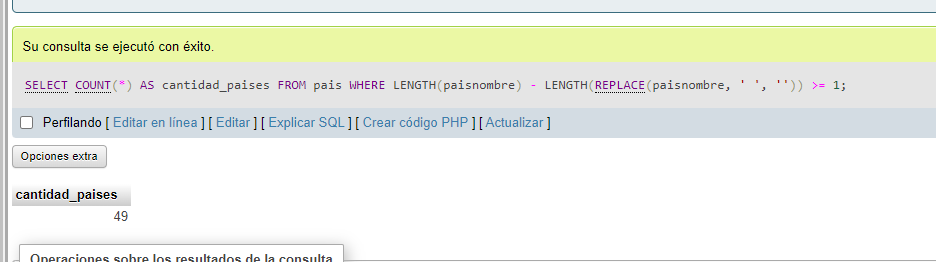 Su consulta se ejecutó con éxito.
SELECT COUNT(*) AS cantidad_paises FROM pais WHERE LENGTH(paisnombre) - LENGTH(REPLACE(paisnombre, ' ', '')) >= 1;
Perfilando [ Editar en línea ] [ Editar ] [ Explicar SQL ] [ Crear código PHP ] [ Actualizar ]
Opciones extra
cantidad_paises
49
Operaciones sobre los resultados de la consulta